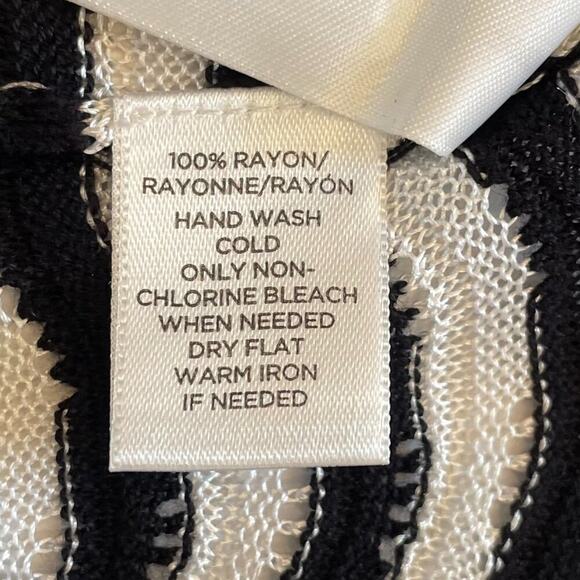 100% RAYON/
RAYONNE/RAYÓN
HAND WASH
COLD
ONLY NON-
CHLORINE BLEACH
WHEN NEEDED
DRY FLAT
WARM IRON
IF NEEDED